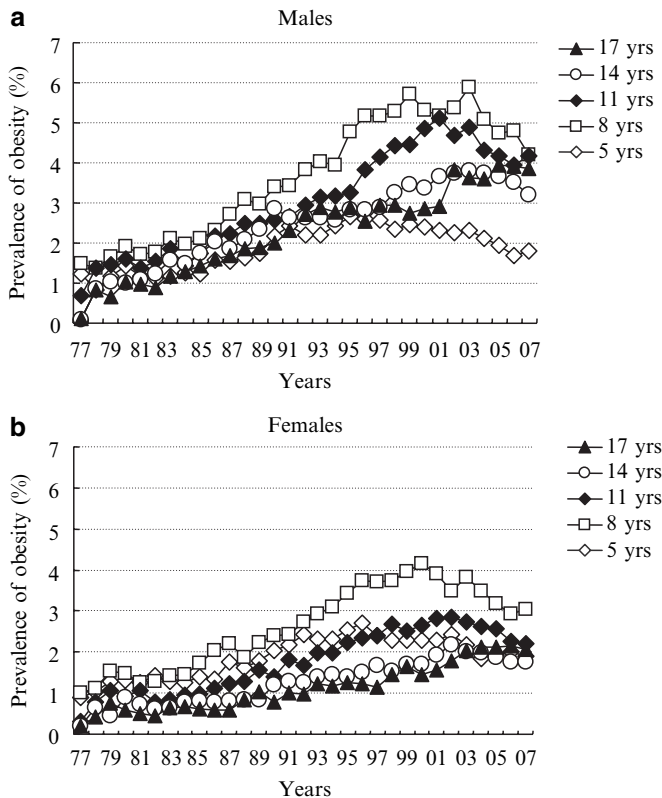 a
Males
Prevalence of obesity (%)
7
6
5
4
3
2
1
0
77 79 81 83 85 87 89 91 93 95 97 99 01 03 05 07
Years
17 yrs
14 yrs
11 yrs
8 yrs
5 yrs
b
Females
Prevalence of obesity (%)
7
6
5
4
3
2
1
0
77 79 81 83 85 87 89 91 93 95 97 99 01 03 05 07
Years
17 yrs
14 yrs
11 yrs
8 yrs
5 yrs